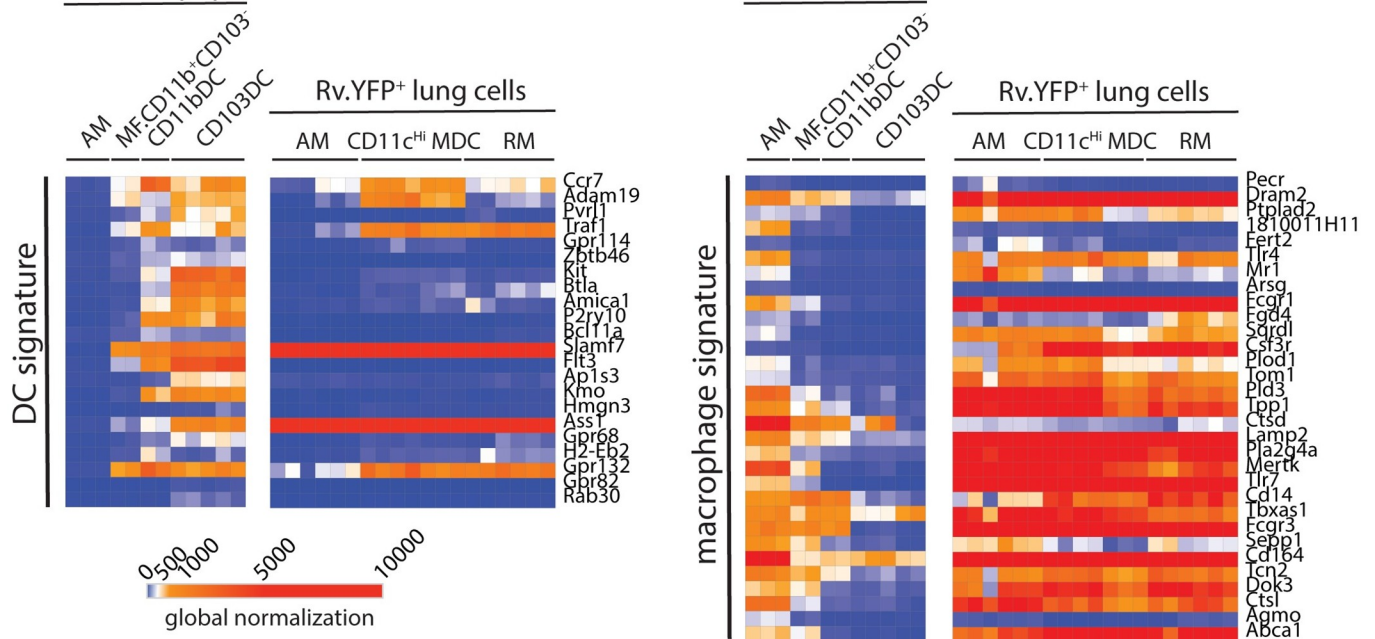 AM
MF.CD11b⁺CD103⁻
CD11bDC
CD103DC
Rv.YFP⁺ lung cells
AM CD11cᴴⁱ MDC RM
DC signature
Ccr7
Adam19
Pvrl1
Traf1
Gpr114
Zbtb46
Kit
Btla
Amica1
P2ry10
Bcl11a
Slamf7
Flt3
Ap1s3
Kmo
Hmgn3
Ass1
Gpr68
H2-Eb2
Gpr132
Gbr82
Rab30
0 500 1000 5000 10000
global normalization
AM
MF.CD11b⁺CD103⁻
CD11bDC
CD103DC
Rv.YFP⁺ lung cells
AM CD11cᴴⁱ MDC RM
macrophage signature
Pecr
Dram2
Ptplad2
1810011H11
Fert2
Tlr4
Mr1
Arsg
Fcgr1
Fgd4
Sqrdl
Csf3r
Plod1
Tom1
Pld3
Tpp1
Ctsd
Lamp2
Pla2g4a
Mertk
Tlr7
Cd14
Tbxas1
Fcgr3
Sepp1
Cd164
Tcn2
Dok3
Ctsl
Agmo
Abca1